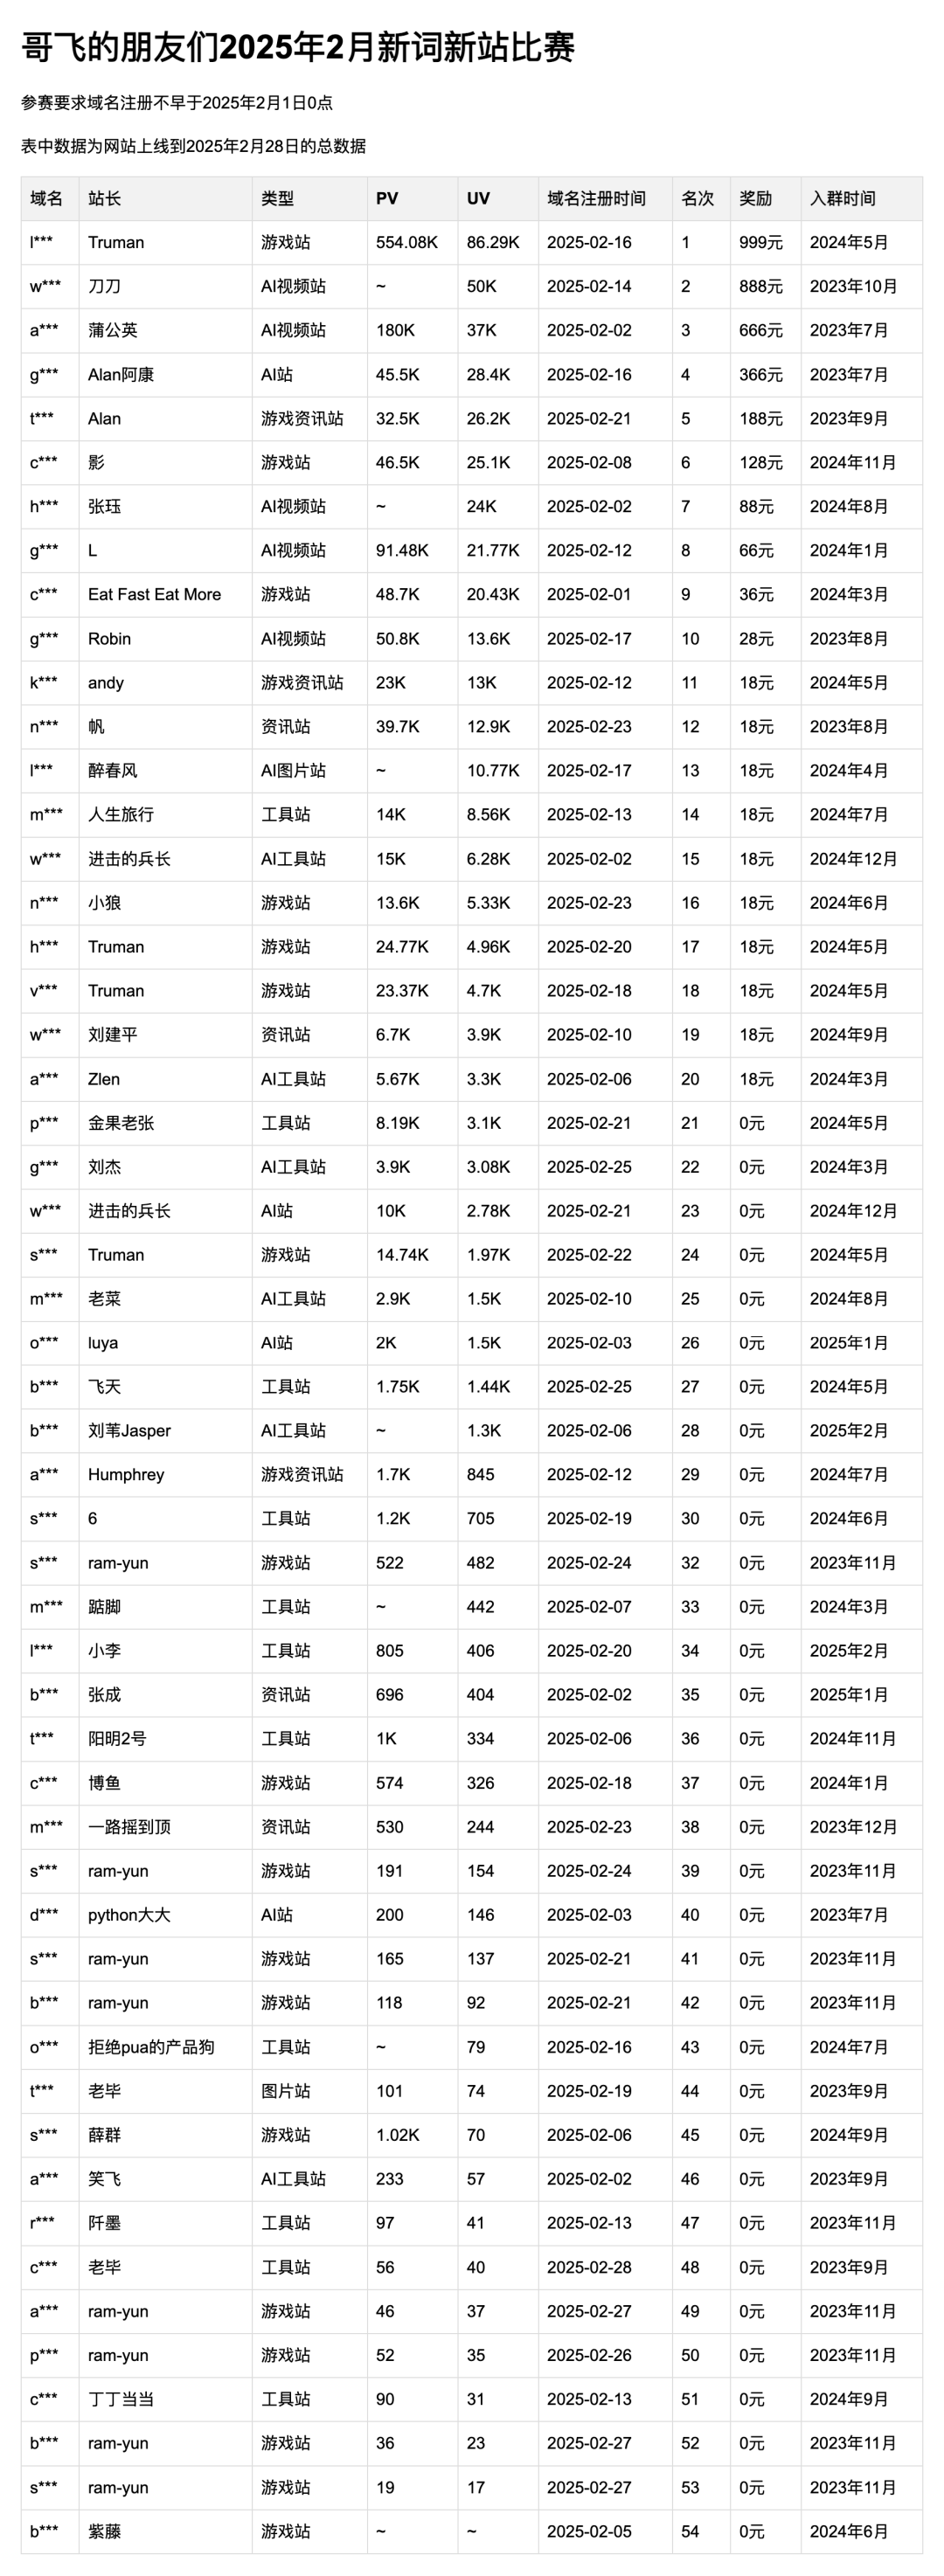 哥飞的朋友们2025年2月新词新站比赛
参赛要求域名注册不早于2025年2月1日0点
表中数据为网站上线到2025年2月28日的总数据
域名 站长 类型 PV UV 域名注册时间 名次 奖励 入群时间
l*** Truman 游戏站 554.08K 86.29K 2025-02-16 1 999元 2024年5月
w*** 刀刀 AI视频站 ~ 50K 2025-02-14 2 888元 2023年10月
a*** 蒲公英 AI视频站 180K 37K 2025-02-02 3 666元 2023年7月
g*** Alan阿康 AI站 45.5K 28.4K 2025-02-16 4 366元 2023年7月
t*** Alan 游戏资讯站 32.5K 26.2K 2025-02-21 5 188元 2023年9月
c*** 影 游戏站 46.5K 25.1K 2025-02-08 6 128元 2024年11月
h*** 张珏 AI视频站 ~ 24K 2025-02-02 7 88元 2024年8月
g*** L AI视频站 91.48K 21.77K 2025-02-12 8 66元 2024年1月
c*** Eat Fast Eat More 游戏站 48.7K 20.43K 2025-02-01 9 36元 2024年3月
g*** Robin AI视频站 50.8K 13.6K 2025-02-17 10 28元 2023年8月
k*** andy 游戏资讯站 23K 13K 2025-02-12 11 18元 2024年5月
n*** 帆 资讯站 39.7K 12.9K 2025-02-23 12 18元 2023年8月
l*** 醉春风 AI图片站 ~ 10.77K 2025-02-17 13 18元 2024年4月
m*** 人生旅行 工具站 14K 8.56K 2025-02-13 14 18元 2024年7月
w*** 进击的兵长 AI工具站 15K 6.28K 2025-02-02 15 18元 2024年12月
n*** 小狼 游戏站 13.6K 5.33K 2025-02-23 16 18元 2024年6月
h*** Truman 游戏站 24.77K 4.96K 2025-02-20 17 18元 2024年5月
v*** Truman 游戏站 23.37K 4.7K 2025-02-18 18 18元 2024年5月
w*** 刘建平 资讯站 6.7K 3.9K 2025-02-10 19 18元 2024年9月
a*** Zlen AI工具站 5.67K 3.3K 2025-02-06 20 18元 2024年3月
p*** 金果老张 工具站 8.19K 3.1K 2025-02-21 21 0元 2024年5月
g*** 刘杰 AI工具站 3.9K 3.08K 2025-02-25 22 0元 2024年3月
w*** 进击的兵长 AI站 10K 2.78K 2025-02-21 23 0元 2024年12月
s*** Truman 游戏站 14.74K 1.97K 2025-02-22 24 0元 2024年5月
m*** 老菜 AI工具站 2.9K 1.5K 2025-02-10 25 0元 2024年8月
o*** luya AI站 2K 1.5K 2025-02-03 26 0元 2025年1月
b*** 飞天 工具站 1.75K 1.44K 2025-02-25 27 0元 2024年5月
b*** 刘苇Jasper AI工具站 ~ 1.3K 2025-02-06 28 0元 2025年2月
a*** Humphrey 游戏资讯站 1.7K 845 2025-02-12 29 0元 2024年7月
s*** 6 工具站 1.2K 705 2025-02-19 30 0元 2024年6月
s*** ram-yun 游戏站 522 482 2025-02-24 32 0元 2023年11月
m*** 踮脚 工具站 ~ 442 2025-02-07 33 0元 2024年3月
l*** 小李 工具站 805 406 2025-02-20 34 0元 2025年2月
b*** 张成 资讯站 696 404 2025-02-02 35 0元 2025年1月
t*** 阳明2号 工具站 1K 334 2025-02-06 36 0元 2024年11月
c*** 博鱼 游戏站 574 326 2025-02-18 37 0元 2024年1月
m*** 一路摇到顶 资讯站 530 244 2025-02-23 38 0元 2023年12月
s*** ram-yun 游戏站 191 154 2025-02-24 39 0元 2023年11月
d*** python大大 AI站 200 146 2025-02-03 40 0元 2023年7月
s*** ram-yun 游戏站 165 137 2025-02-21 41 0元 2023年11月
b*** ram-yun 游戏站 118 92 2025-02-21 42 0元 2023年11月
o*** 拒绝pua的产品狗 工具站 ~ 79 2025-02-16 43 0元 2024年7月
t*** 老毕 图片站 101 74 2025-02-19 44 0元 2023年9月
s*** 薛群 游戏站 1.02K 70 2025-02-06 45 0元 2024年9月
a*** 笑飞 AI工具站 233 57 2025-02-02 46 0元 2023年9月
r*** 阡墨 工具站 97 41 2025-02-13 47 0元 2023年11月
c*** 老毕 工具站 56 40 2025-02-28 48 0元 2023年9月
a*** ram-yun 游戏站 46 37 2025-02-27 49 0元 2023年11月
p*** ram-yun 游戏站 52 35 2025-02-26 50 0元 2023年11月
c*** 丁丁当当 工具站 90 31 2025-02-13 51 0元 2024年9月
b*** ram-yun 游戏站 36 23 2025-02-27 52 0元 2023年11月
s*** ram-yun 游戏站 19 17 2025-02-27 53 0元 2023年11月
b*** 紫藤 游戏站 ~ ~ 2025-02-05 54 0元 2024年6月